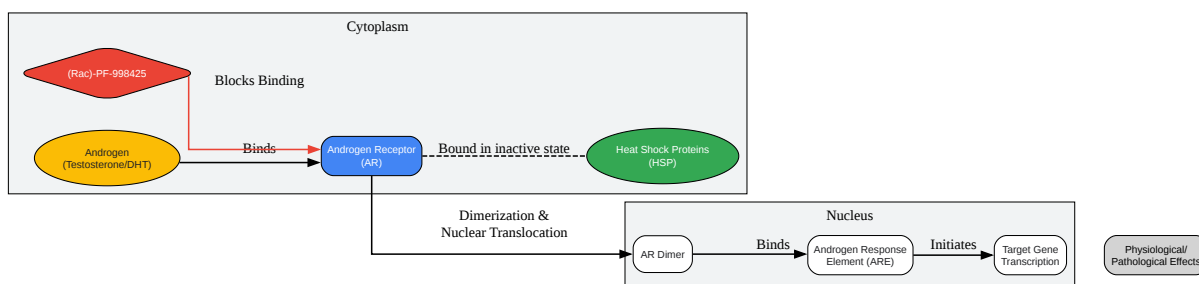 Cytoplasm
(Rac)-PF-998425
Blocks Binding
Androgen
(Testosterone/DHT)
Binds
Androgen Receptor
(AR)
Bound in inactive state
Heat Shock Proteins
(HSP)
Dimerization &
Nuclear Translocation
Nucleus
AR Dimer
Binds
Androgen Response
Element (ARE)
Initiates
Target Gene
Transcription
Physiological/
Pathological Effects